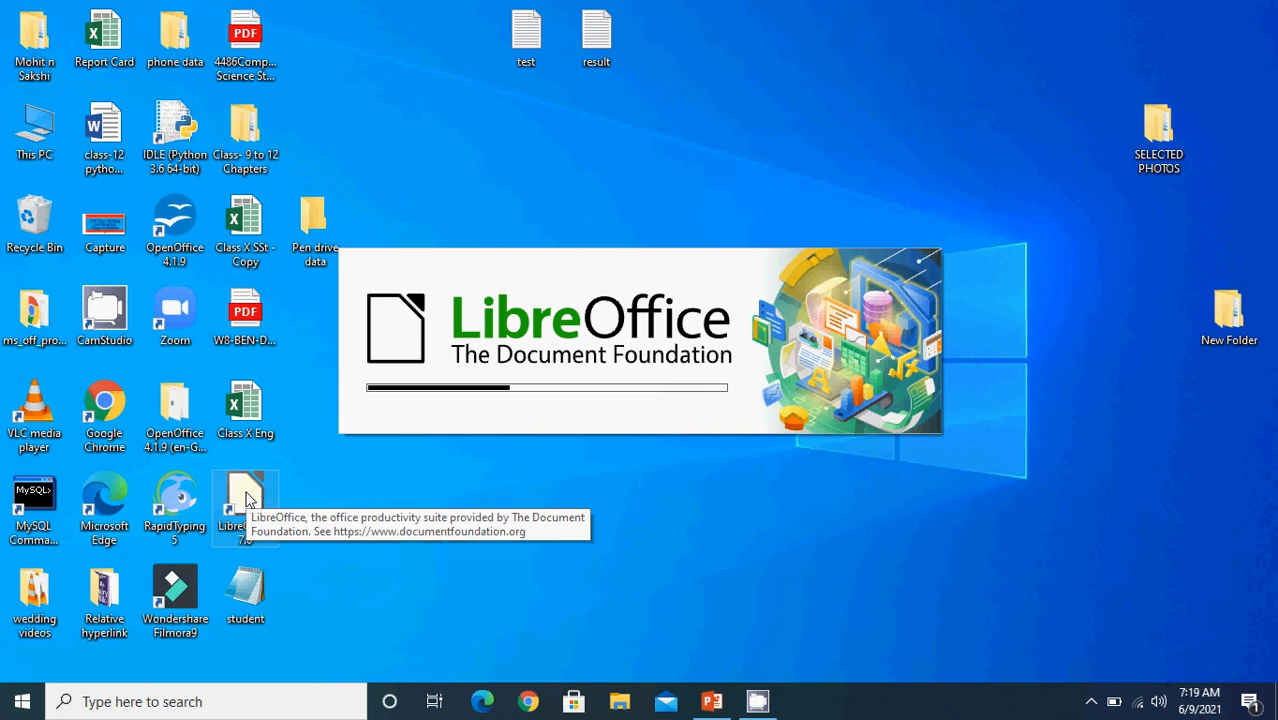 Mohit n
Sakshi
Report Card
phone data
PDF
4486Comp...
Science St...
test
result
This PC
class-12
pytho...
IDLE (Python
3.6 64-bit)
Class- 9 to 12
Chapters
SELECTED
PHOTOS
Recycle Bin
Capture
OpenOffice
4.1.9
Class X SSt -
Copy
Pen drive
data
LibreOffice
The Document Foundation
ms_off_pro...
CamStudio
Zoom
PDF
W8-BEN-D...
New Folder
VLC media
player
Google
Chrome
OpenOffice
4.1.9 (en-G...
Class X Eng
MySQL>
MySQL
Comma...
Microsoft
Edge
RapidTyping
5
LibreOffice, the office productivity suite provided by The Document
Foundation. See https://www.documentfoundation.org
wedding
videos
Relative
hyperlink
Wondershare
Filmora9
student
Type here to search
7:19 AM
6/9/2021
1